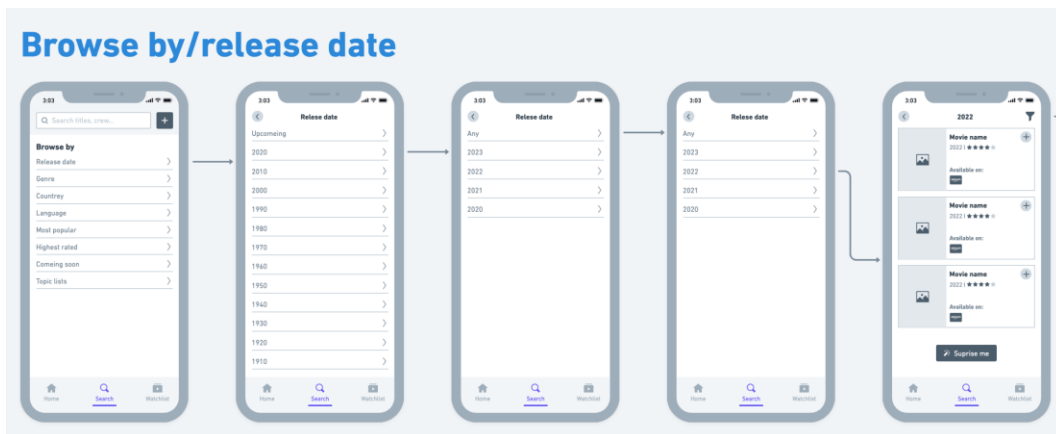 Browse by/release date
3:03
Search titles, crew...
Browse by
Release date
Genre
Countrey
Language
Most popular
Highest rated
Comeing soon
Topic lists
Home
Search
Watchlist
3:03
Relese date
Upcomeing
2020
2010
2000
1990
1980
1970
1960
1950
1940
1930
1920
1910
Home
Search
Watchlist
3:03
Relese date
Any
2023
2022
2021
2020
Home
Search
Watchlist
3:03
Relese date
Any
2023
2022
2021
2020
Home
Search
Watchlist
3:03
2022
Movie name
2022 | ★★★★★
Available on:
Movie name
2022 | ★★★★★
Available on:
Movie name
2022 | ★★★★★
Available on:
Suprise me
Home
Search
Watchlist